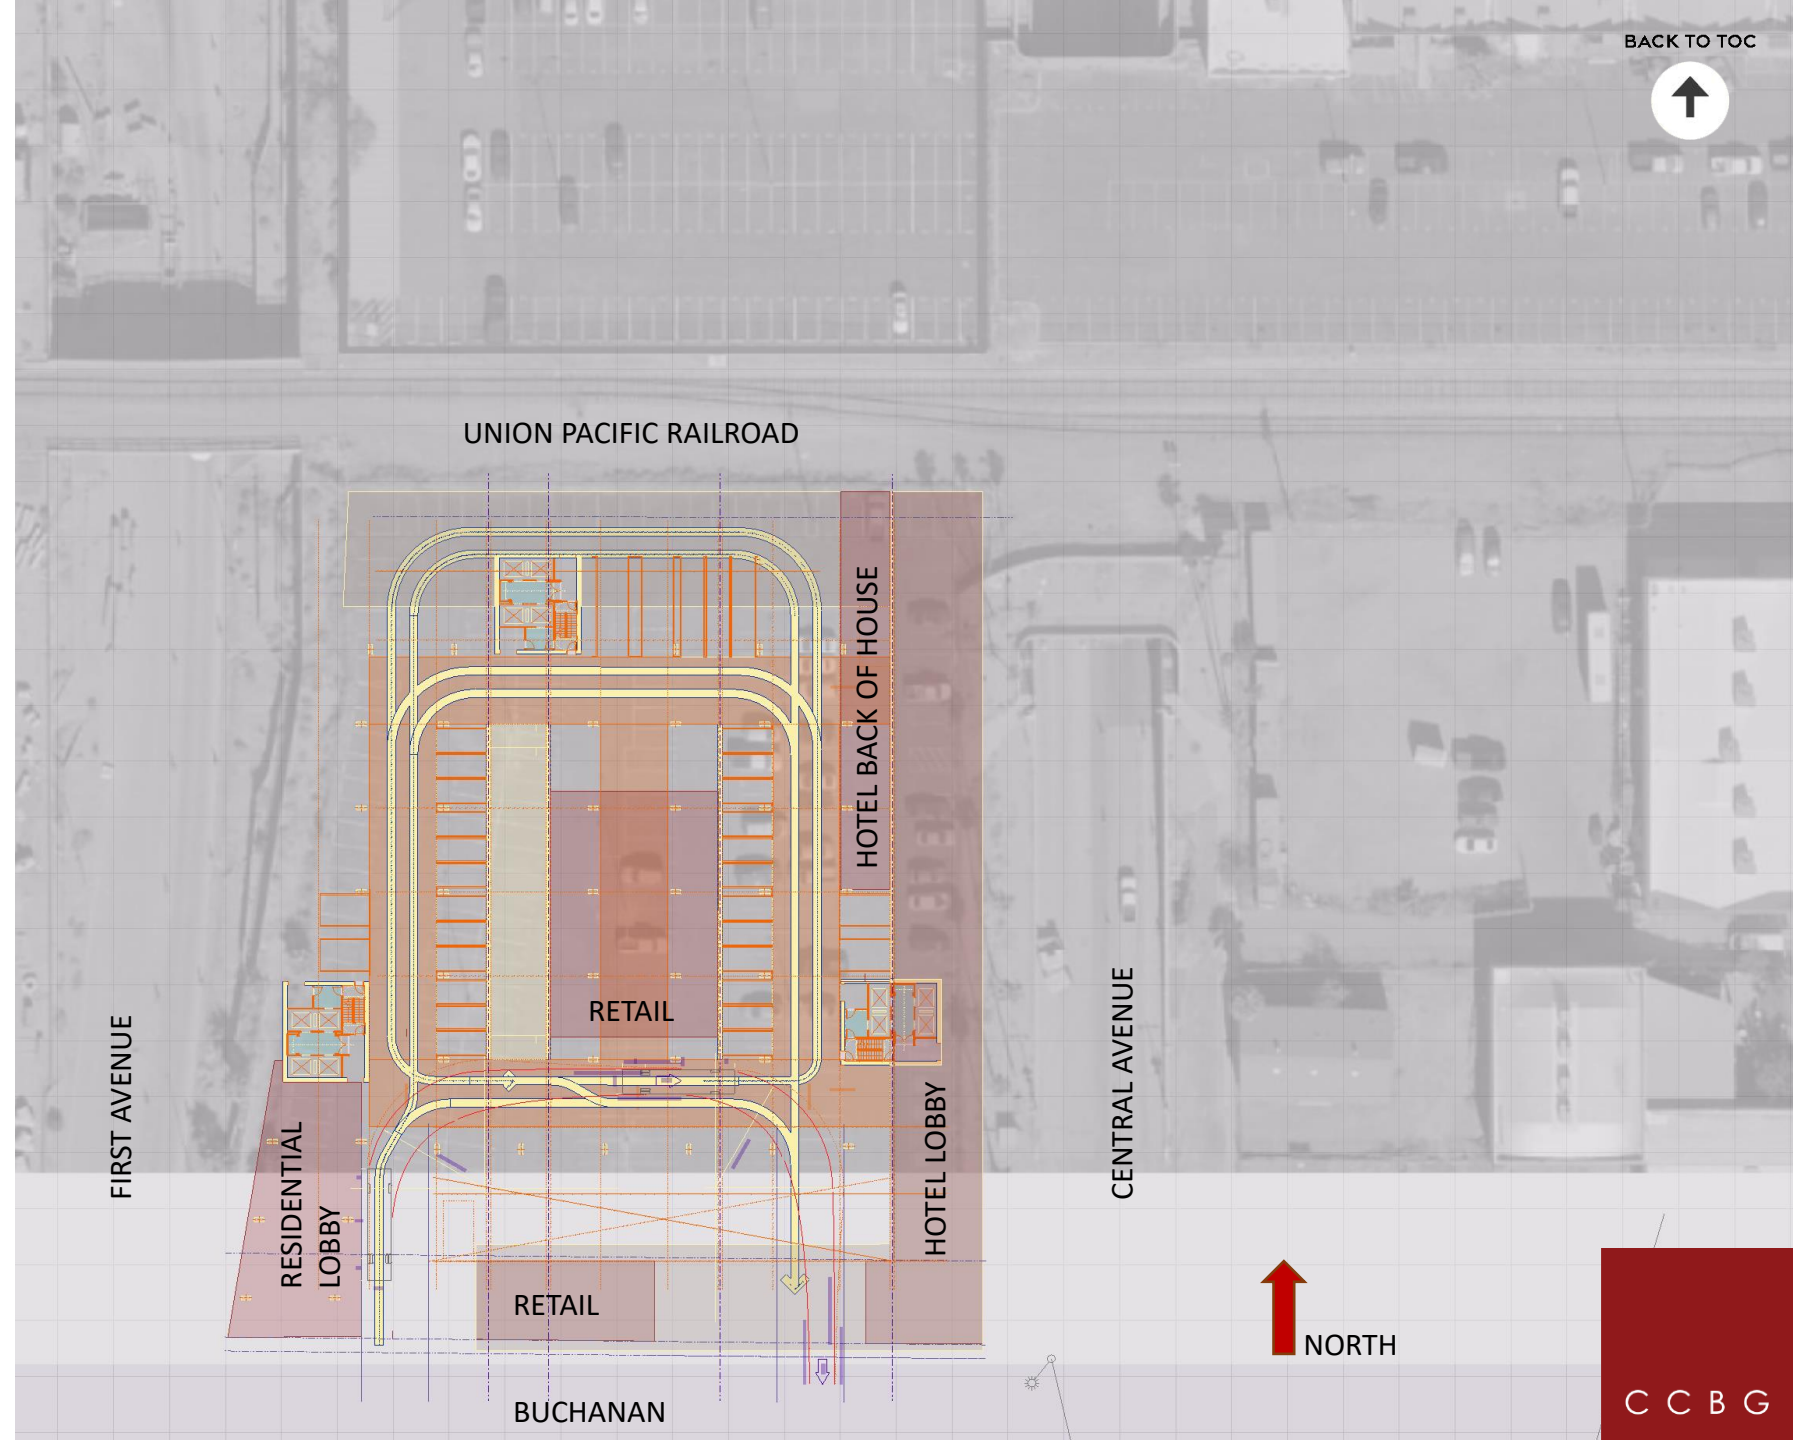 BACK TO TOC
UNION PACIFIC RAILROAD
HOTEL BACK OF HOUSE
RETAIL
FIRST AVENUE
CENTRAL AVENUE
RESIDENTIAL
LOBBY
HOTEL LOBBY
RETAIL
NORTH
BUCHANAN
CCBG